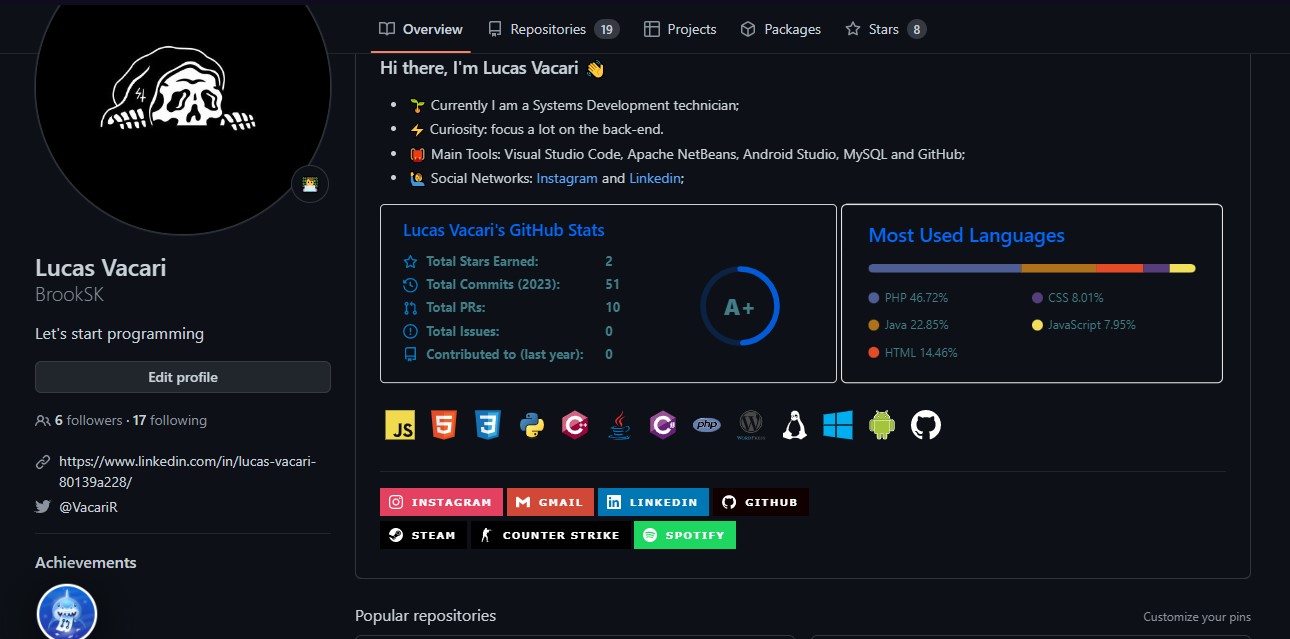 Overview Repositories 19 Projects Packages Stars 8
Hi there, I'm Lucas Vacari 👋
Currently I am a Systems Development technician;
Curiosity: focus a lot on the back-end.
Main Tools: Visual Studio Code, Apache NetBeans, Android Studio, MySQL and GitHub;
Social Networks: Instagram and Linkedin;
Lucas Vacari
BrookSK
Let's start programming
Edit profile
6 followers · 17 following
https://www.linkedin.com/in/lucas-vacari-
80139a228/
@VacariR
Achievements
Lucas Vacari's GitHub Stats
Total Stars Earned: 2
Total Commits (2023): 51
Total PRs: 10
Total Issues: 0
Contributed to (last year): 0
A+
Most Used Languages
PHP 46.72%
Java 22.85%
HTML 14.46%
CSS 8.01%
JavaScript 7.95%
JS 5 3 C C php WordPress
INSTAGRAM GMAIL LINKEDIN GITHUB
STEAM COUNTER STRIKE SPOTIFY
Popular repositories Customize your pins